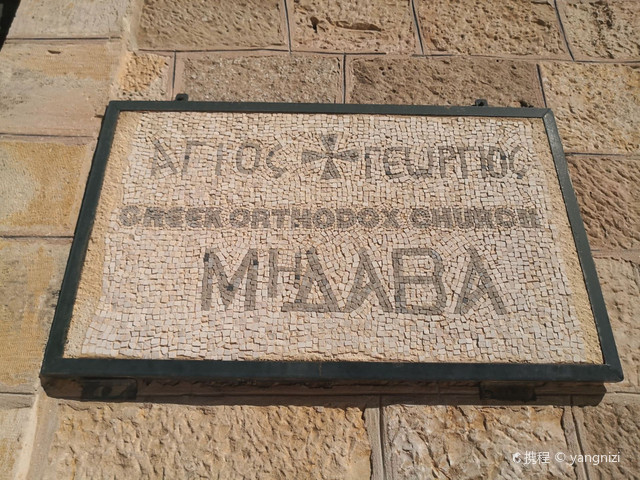 ΑΓΙΟΣ ✠ ΓΕΩΡΓΙΟΣ
GREEK ORTHODOX CHURCH
ΜΗΔΑΒΑ
携程 © yangnizi